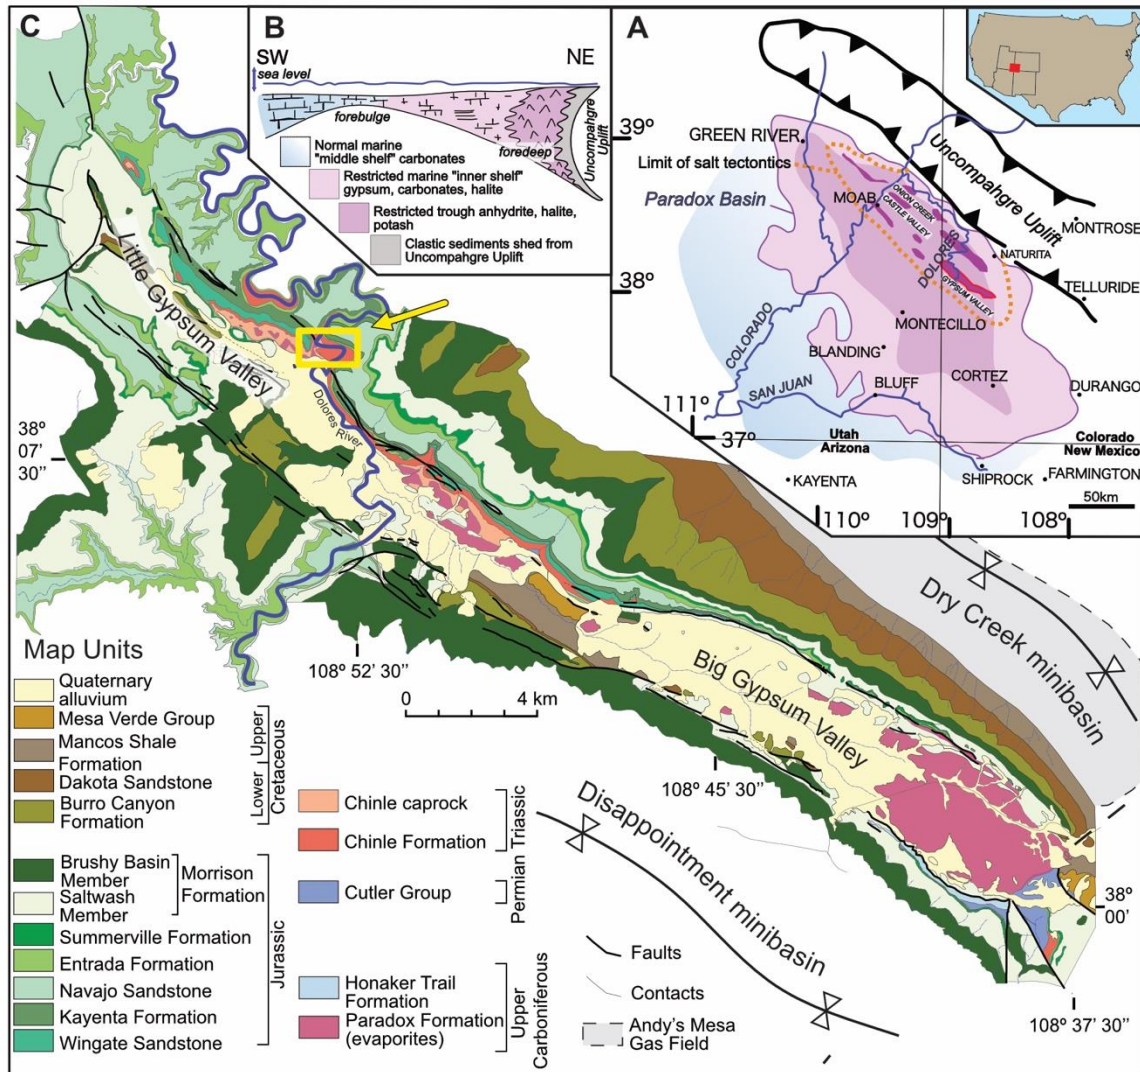 C
B
SW
NE
sea level
forebulge
foredeep
Uncompahgre
Uplift
Normal marine
"middle shelf" carbonates
Restricted marine "inner shelf"
gypsum, carbonates, halite
Restricted trough anhydrite, halite,
potash
Clastic sediments shed from
Uncompahgre Uplift
A
39º
GREEN RIVER
Limit of salt tectontics
Paradox Basin
MOAB
ONION CREEK
CASTLE VALLEY
Uncompahgre Uplift
MONTROSE
DOLORES
NATURITA
38º
GYPSUM VALLEY
TELLURIDE
MONTECILLO
COLORADO
BLANDING
CORTEZ
SAN JUAN
BLUFF
DURANGO
111º
37º
Utah
Arizona
Colorado
New Mexico
KAYENTA
SHIPROCK
FARMINGTON
50km
110º
109º
108º
Little Gypsum Valley
Dolores River
38º
07'
30’’
108º 52’ 30’’
0
4 km
Big Gypsum Valley
Dry Creek minibasin
108º 45’ 30’’
Disappointment minibasin
38º
00’
108º 37’ 30’’
Map Units
Quaternary
alluvium
Mesa Verde Group
Mancos Shale
Formation
Dakota Sandstone
Burro Canyon
Formation
Upper
Lower
Cretaceous
Brushy Basin
Member
Saltwash
Member
Morrison
Formation
Summerville Formation
Entrada Formation
Navajo Sandstone
Kayenta Formation
Wingate Sandstone
Jurassic
Chinle caprock
Chinle Formation
Triassic
Cutler Group
Permian
Honaker Trail
Formation
Paradox Formation
(evaporites)
Upper
Carboniferous
Faults
Contacts
Andy’s Mesa
Gas Field